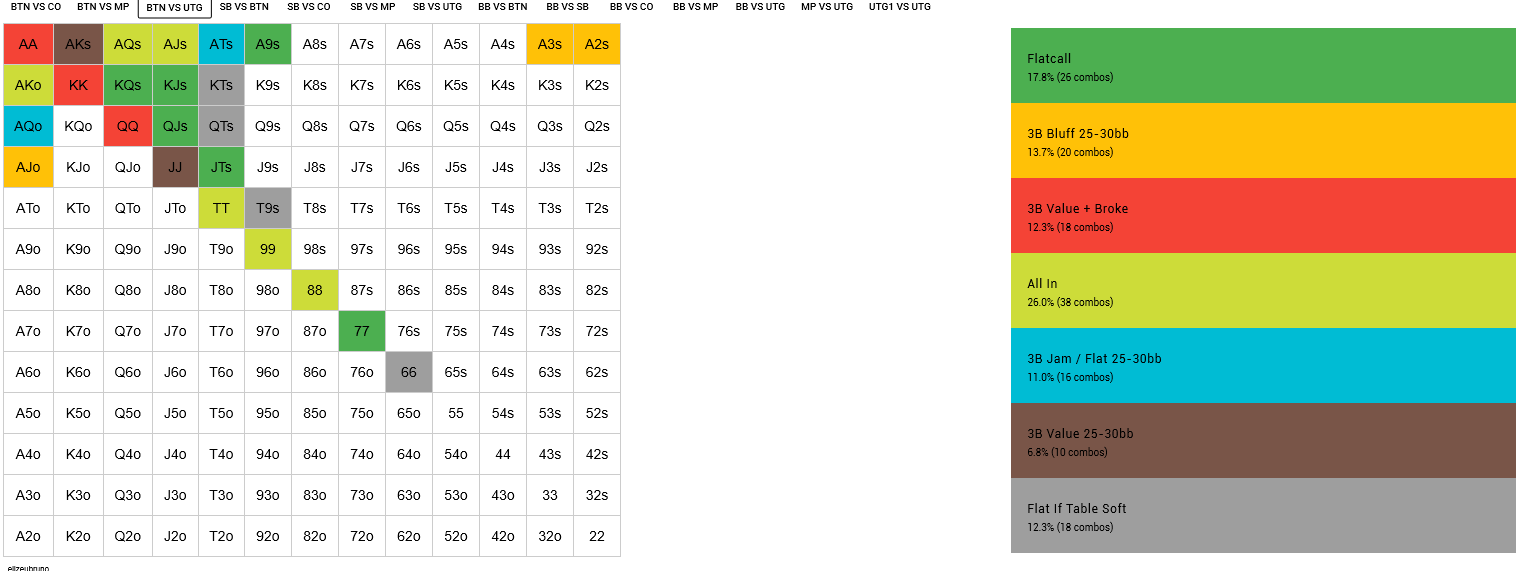 BTN VS CO BTN VS MP BTN VS UTG SB VS BTN SB VS CO SB VS MP SB VS UTG BB VS BTN BB VS SB BB VS CO BB VS MP BB VS UTG MP VS UTG UTG1 VS UTG
AA AKs AQs AJs ATs A9s A8s A7s A6s A5s A4s A3s A2s
AKo KK KQs KJs KTs K9s K8s K7s K6s K5s K4s K3s K2s
AQo KQo QQ QJs QTs Q9s Q8s Q7s Q6s Q5s Q4s Q3s Q2s
AJo KJo QJo JJ JTs J9s J8s J7s J6s J5s J4s J3s J2s
ATo KTo QTo JTo TT T9s T8s T7s T6s T5s T4s T3s T2s
A9o K9o Q9o J9o T9o 99 98s 97s 96s 95s 94s 93s 92s
A8o K8o Q8o J8o T8o 98o 88 87s 86s 85s 84s 83s 82s
A7o K7o Q7o J7o T7o 97o 87o 77 76s 75s 74s 73s 72s
A6o K6o Q6o J6o T6o 96o 86o 76o 66 65s 64s 63s 62s
A5o K5o Q5o J5o T5o 95o 85o 75o 65o 55 54s 53s 52s
A4o K4o Q4o J4o T4o 94o 84o 74o 64o 54o 44 43s 42s
A3o K3o Q3o J3o T3o 93o 83o 73o 63o 53o 43o 33 32s
A2o K2o Q2o J2o T2o 92o 82o 72o 62o 52o 42o 32o 22
Flatcall
17.8% (26 combos)
3B Bluff 25-30bb
13.7% (20 combos)
3B Value + Broke
12.3% (18 combos)
All In
26.0% (38 combos)
3B Jam / Flat 25-30bb
11.0% (16 combos)
3B Value 25-30bb
6.8% (10 combos)
Flat If Table Soft
12.3% (18 combos)